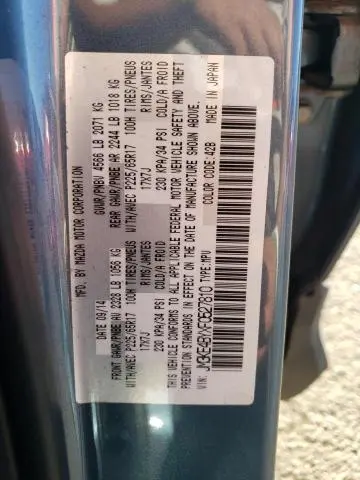 MFD. BY MAZDA MOTOR CORPORATION
09/14 GVWR/PNBV 4566 LB 2071 KG
FRONT GAWR/PNBE AV 2228 LB 1056 KG REAR GAWR/PNBE AR 2244 LB 1018 KG
WITH/AVEC P225/65R17 100H TIRES/PNEUS WITH/AVEC P225/65R17 100H TIRES/PNEUS
17X7J RIMS/JANTES 17X7J RIMS/JANTES
230 KPA/34 PSI COLD/A FROID 230 KPA/34 PSI COLD/A FROID
THIS VEHICLE CONFORMS TO ALL APPLICABLE FEDERAL MOTOR VEHICLE SAFETY AND THEFT
PREVENTION STANDARDS IN EFFECT ON THE DATE OF MANUFACTURE SHOWN ABOVE.
VIN: TYPE:MPV COLOR CODE: 42B MADE IN JAPAN